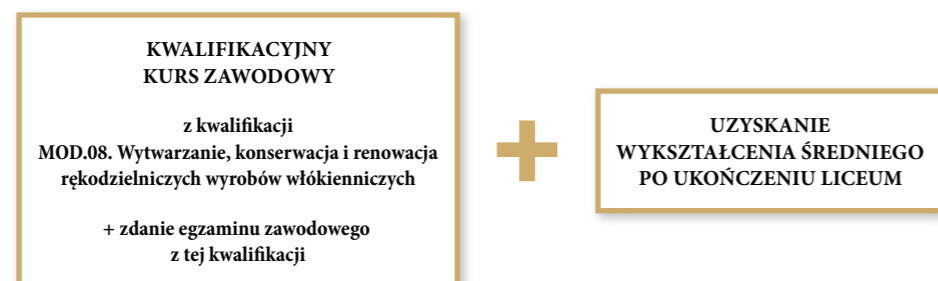 KWALIFIKACYJNY
KURS ZAWODOWY
z kwalifikacji
MOD.08. Wytwarzanie, konserwacja i renowacja
rękodzielniczych wyrobów włókienniczych
+ zdanie egzaminu zawodowego
z tej kwalifikacji
+
UZYSKANIE
WYKSZTAŁCENIA ŚREDNIEGO
PO UKOŃCZENIU LICEUM